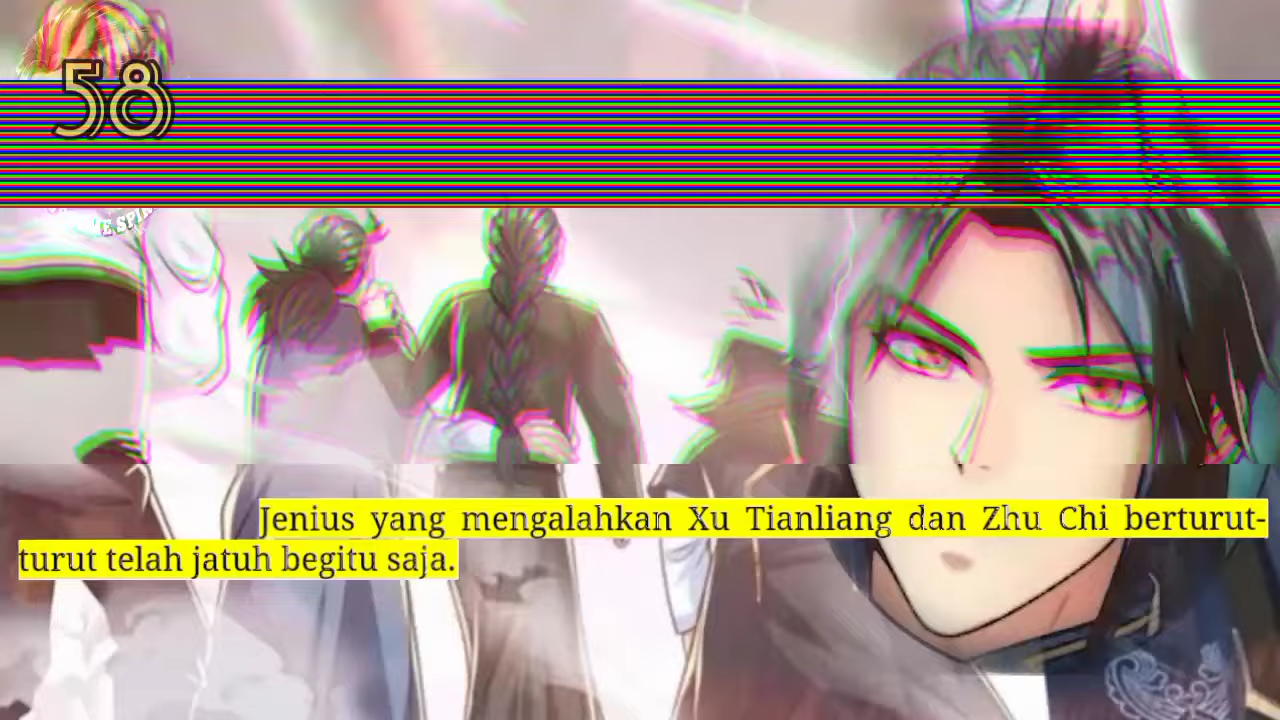 58
Jenius yang mengalahkan Xu Tianliang dan Zhu Chi berturut-
turut telah jatuh begitu saja.